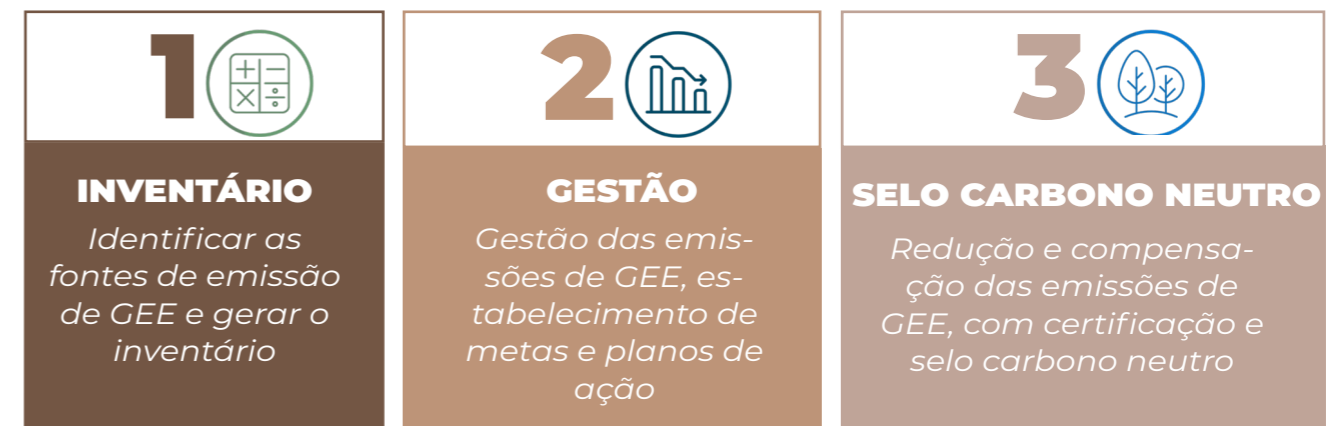 1
INVENTÁRIO
Identificar as
fontes de emissão
de GEE e gerar o
inventário
2
GESTÃO
Gestão das emis-
sões de GEE, es-
tabelecimento de
metas e planos de
ação
3
SELO CARBONO NEUTRO
Redução e compensa-
ção das emissões de
GEE, com certificação e
selo carbono neutro